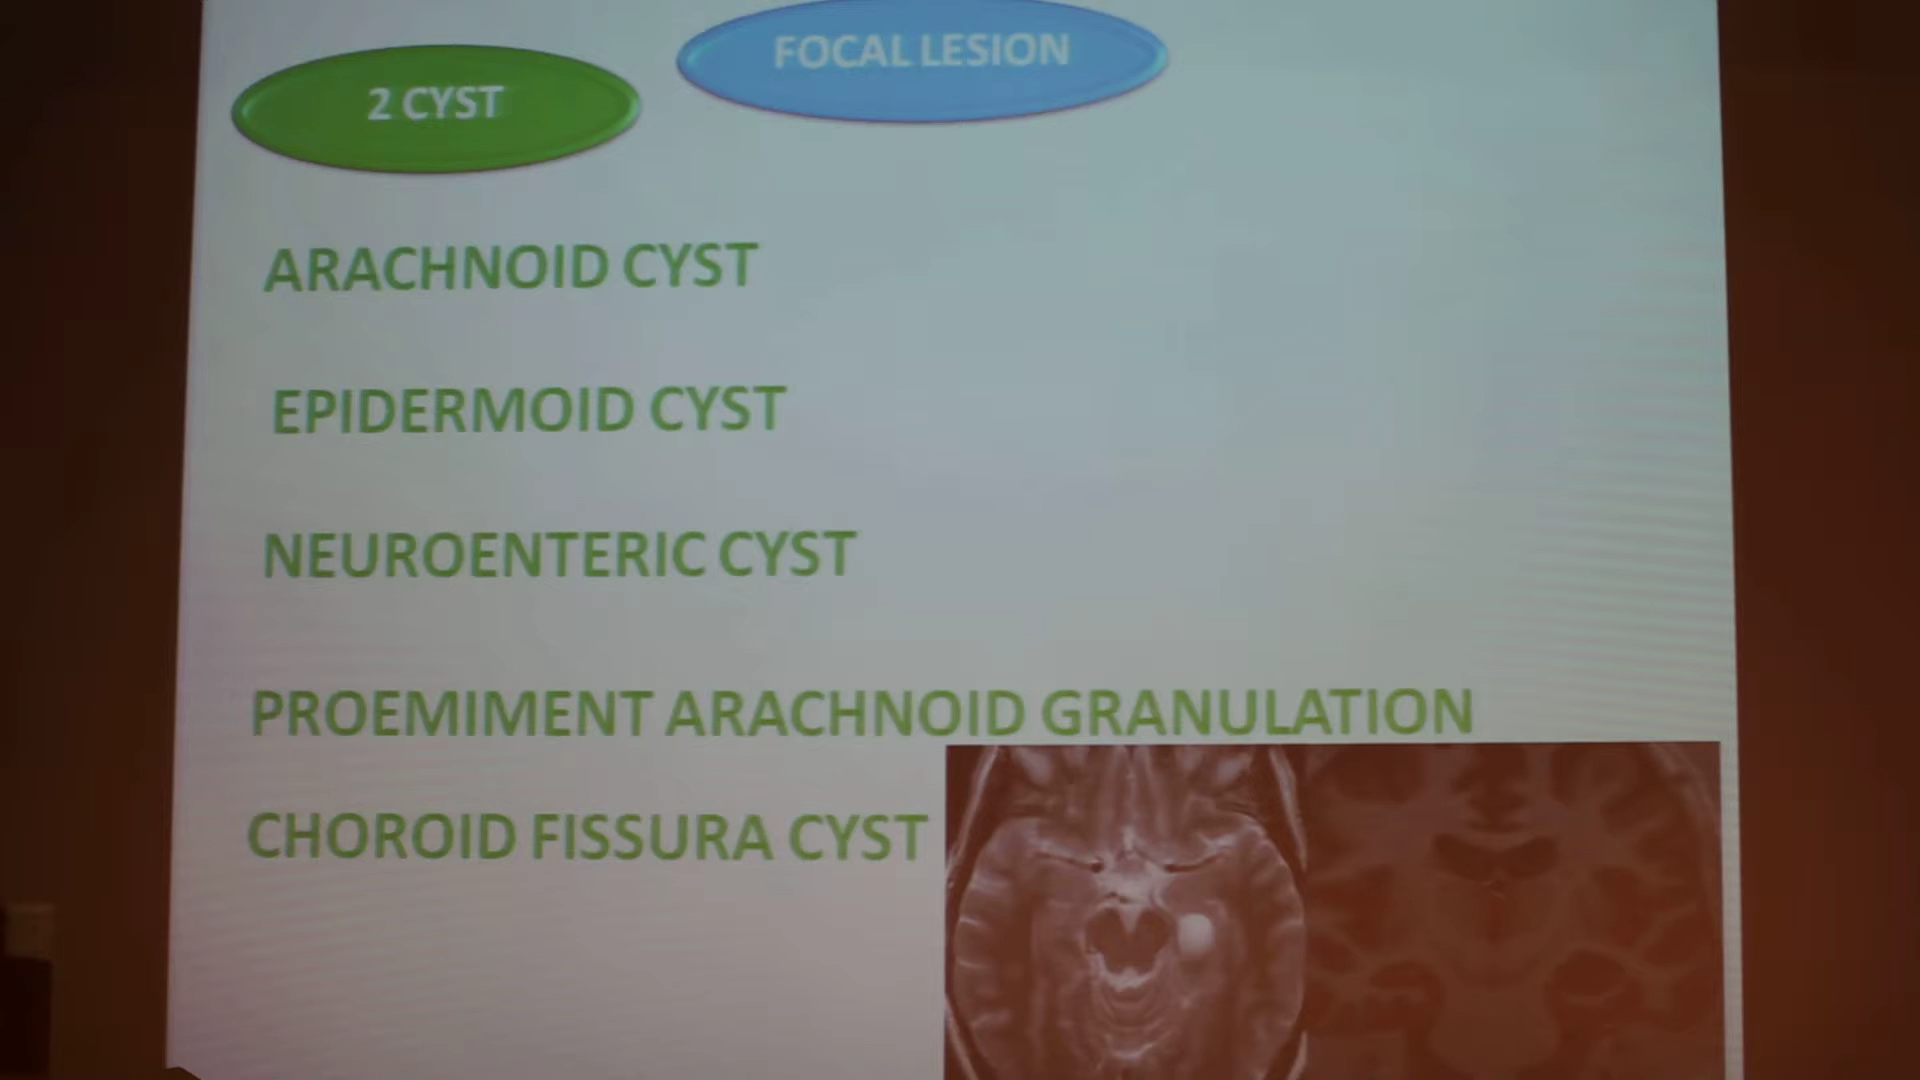 FOCAL LESION
2 CYST
ARACHNOID CYST
EPIDERMOID CYST
NEUROENTERIC CYST
PROEMIMENT ARACHNOID GRANULATION
CHOROID FISSURA CYST